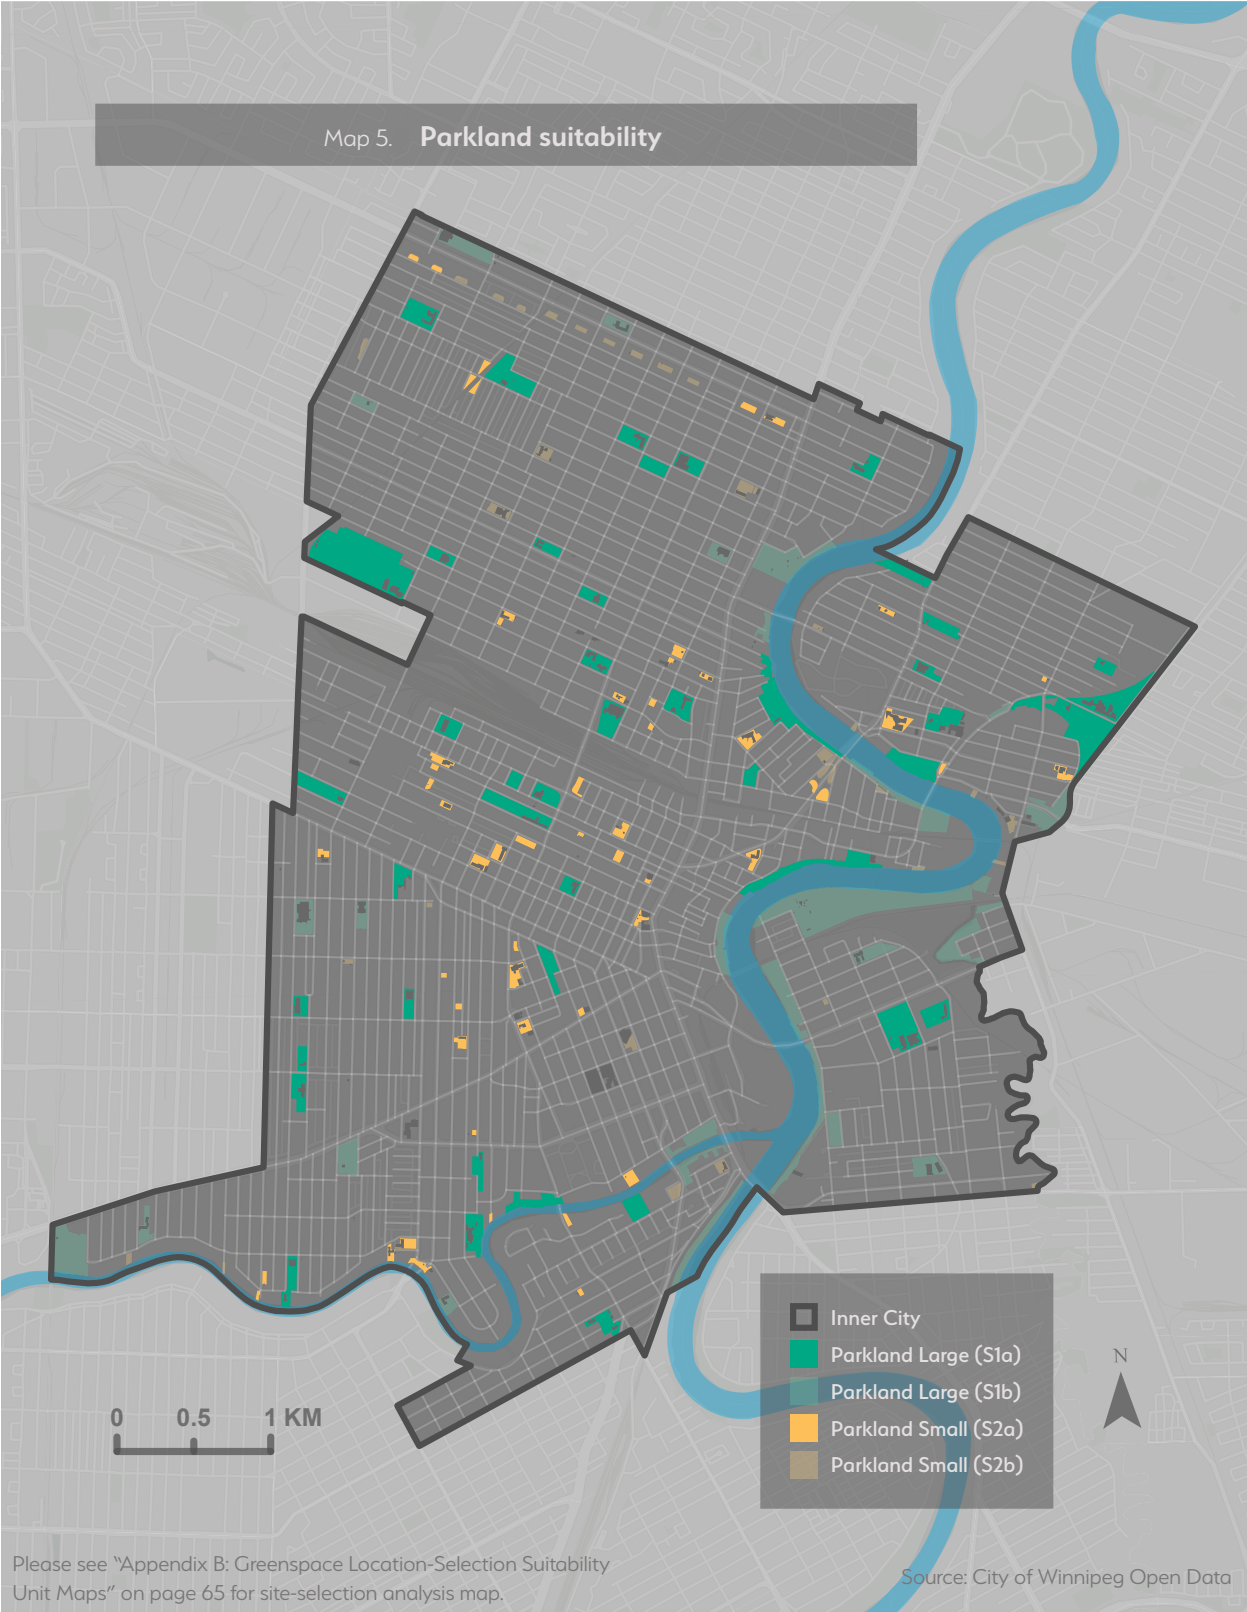 Map 5. Parkland suitability
Inner City
Parkland Large (S1a)
Parkland Large (S1b)
Parkland Small (S2a)
Parkland Small (S2b)
N
0 0.5 1 KM
Please see “Appendix B: Greenspace Location-Selection Suitability
Unit Maps” on page 65 for site-selection analysis map.
Source: City of Winnipeg Open Data